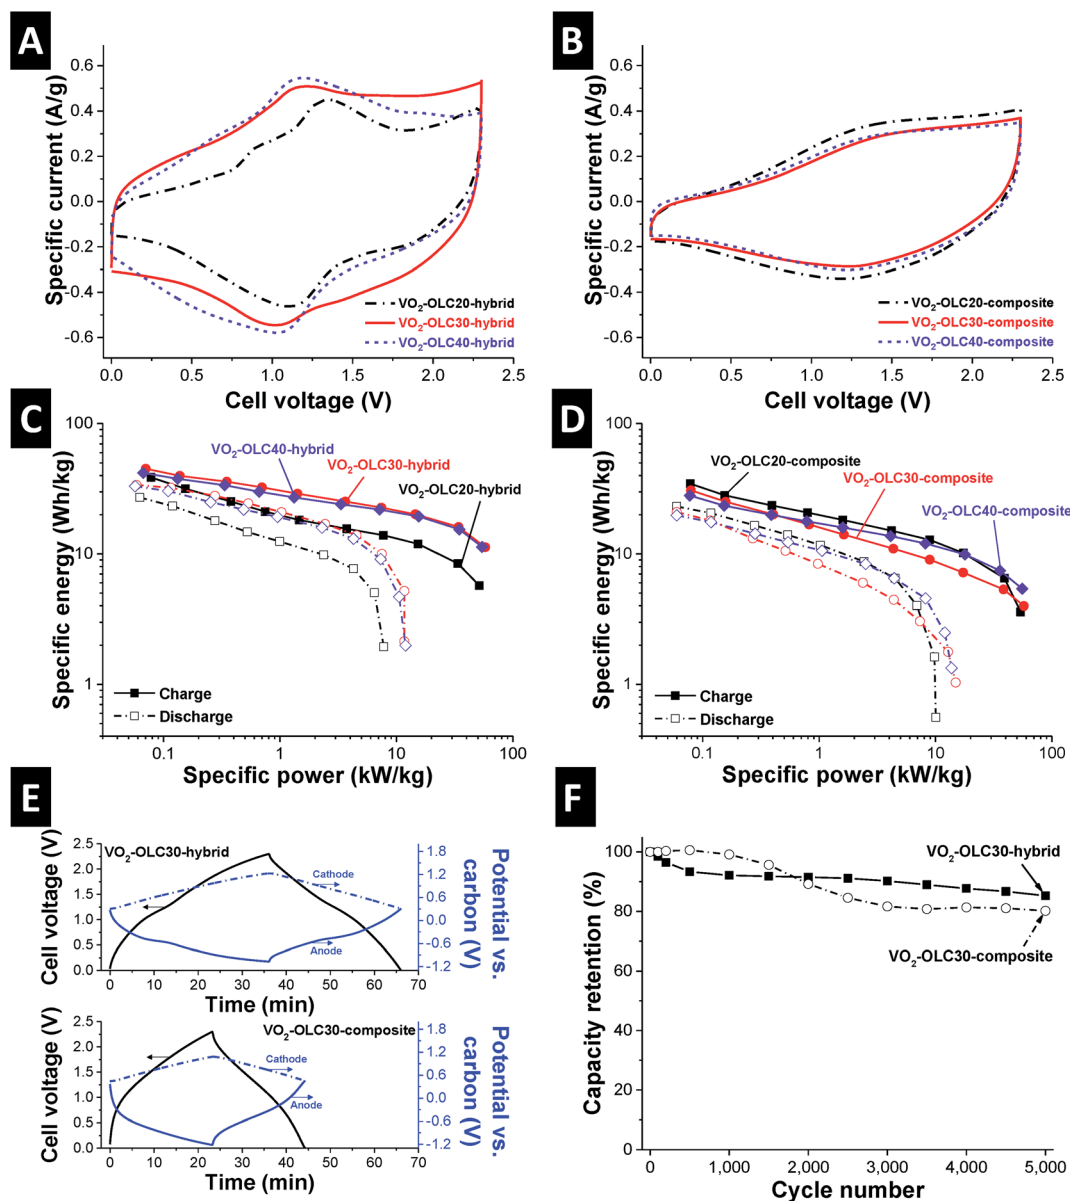 A
B
Specific current (A/g)
0.6
0.4
0.2
0.0
-0.2
-0.4
-0.6
VO2-OLC20-hybrid
VO2-OLC30-hybrid
VO2-OLC40-hybrid
0.0 0.5 1.0 1.5 2.0 2.5
Cell voltage (V)
Specific current (A/g)
0.6
0.4
0.2
0.0
-0.2
-0.4
-0.6
VO2-OLC20-composite
VO2-OLC30-composite
VO2-OLC40-composite
0.0 0.5 1.0 1.5 2.0 2.5
Cell voltage (V)
C
Specific energy (Wh/kg)
100
10
1
VO2-OLC40-hybrid
VO2-OLC30-hybrid
VO2-OLC20-hybrid
Charge
Discharge
0.1 1 10 100
Specific power (kW/kg)
D
Specific energy (Wh/kg)
100
10
1
VO2-OLC20-composite
VO2-OLC30-composite
VO2-OLC40-composite
Charge
Discharge
0.1 1 10 100
Specific power (kW/kg)
E
Cell voltage (V)
2.5
2.0
1.5
1.0
0.5
0.0
VO2-OLC30-hybrid
Cathode
Anode
1.8
1.2
0.6
0.0
-0.6
-1.2
Potential vs.
carbon (V)
0 10 20 30 40 50 60 70
Time (min)
Cell voltage (V)
2.5
2.0
1.5
1.0
0.5
0.0
VO2-OLC30-composite
Cathode
Anode
1.8
1.2
0.6
0.0
-0.6
-1.2
Potential vs.
carbon (V)
0 10 20 30 40 50 60 70
Time (min)
F
Capacity retention (%)
100
80
60
40
20
0
VO2-OLC30-hybrid
VO2-OLC30-composite
0 1,000 2,000 3,000 4,000 5,000
Cycle number